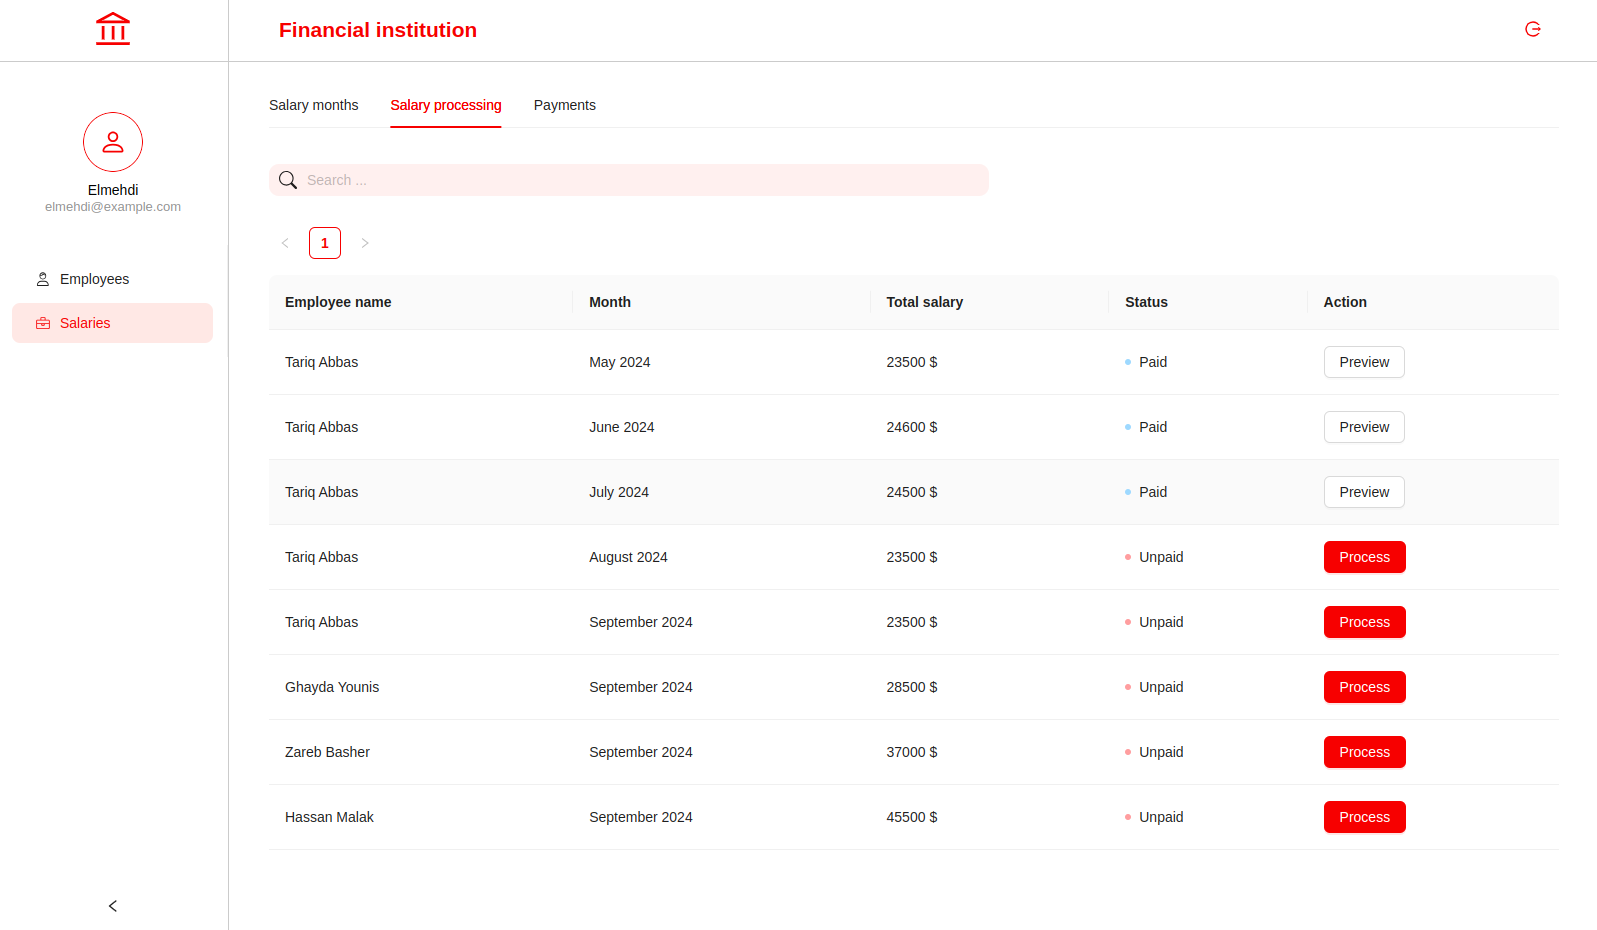 Financial institution
Elmehdi
elmehdi@example.com
Employees
Salaries
Salary months Salary processing Payments
Search ...
1
Employee name Month Total salary Status Action
Tariq Abbas May 2024 23500 $ Paid Preview
Tariq Abbas June 2024 24600 $ Paid Preview
Tariq Abbas July 2024 24500 $ Paid Preview
Tariq Abbas August 2024 23500 $ Unpaid Process
Tariq Abbas September 2024 23500 $ Unpaid Process
Ghayda Younis September 2024 28500 $ Unpaid Process
Zareb Basher September 2024 37000 $ Unpaid Process
Hassan Malak September 2024 45500 $ Unpaid Process